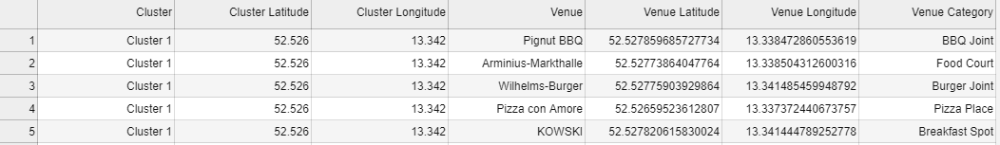 Cluster Cluster Latitude Cluster Longitude Venue Venue Latitude Venue Longitude Venue Category
1 Cluster 1 52.526 13.342 Pignut BBQ 52.527859685727734 13.338472860553619 BBQ Joint
2 Cluster 1 52.526 13.342 Arminius-Markthalle 52.52773864047764 13.338504312600316 Food Court
3 Cluster 1 52.526 13.342 Wilhelms-Burger 52.52775903929864 13.341485459948792 Burger Joint
4 Cluster 1 52.526 13.342 Pizza con Amore 52.52659523612807 13.337372440673757 Pizza Place
5 Cluster 1 52.526 13.342 KOWSKI 52.527820615830024 13.341444789252778 Breakfast Spot